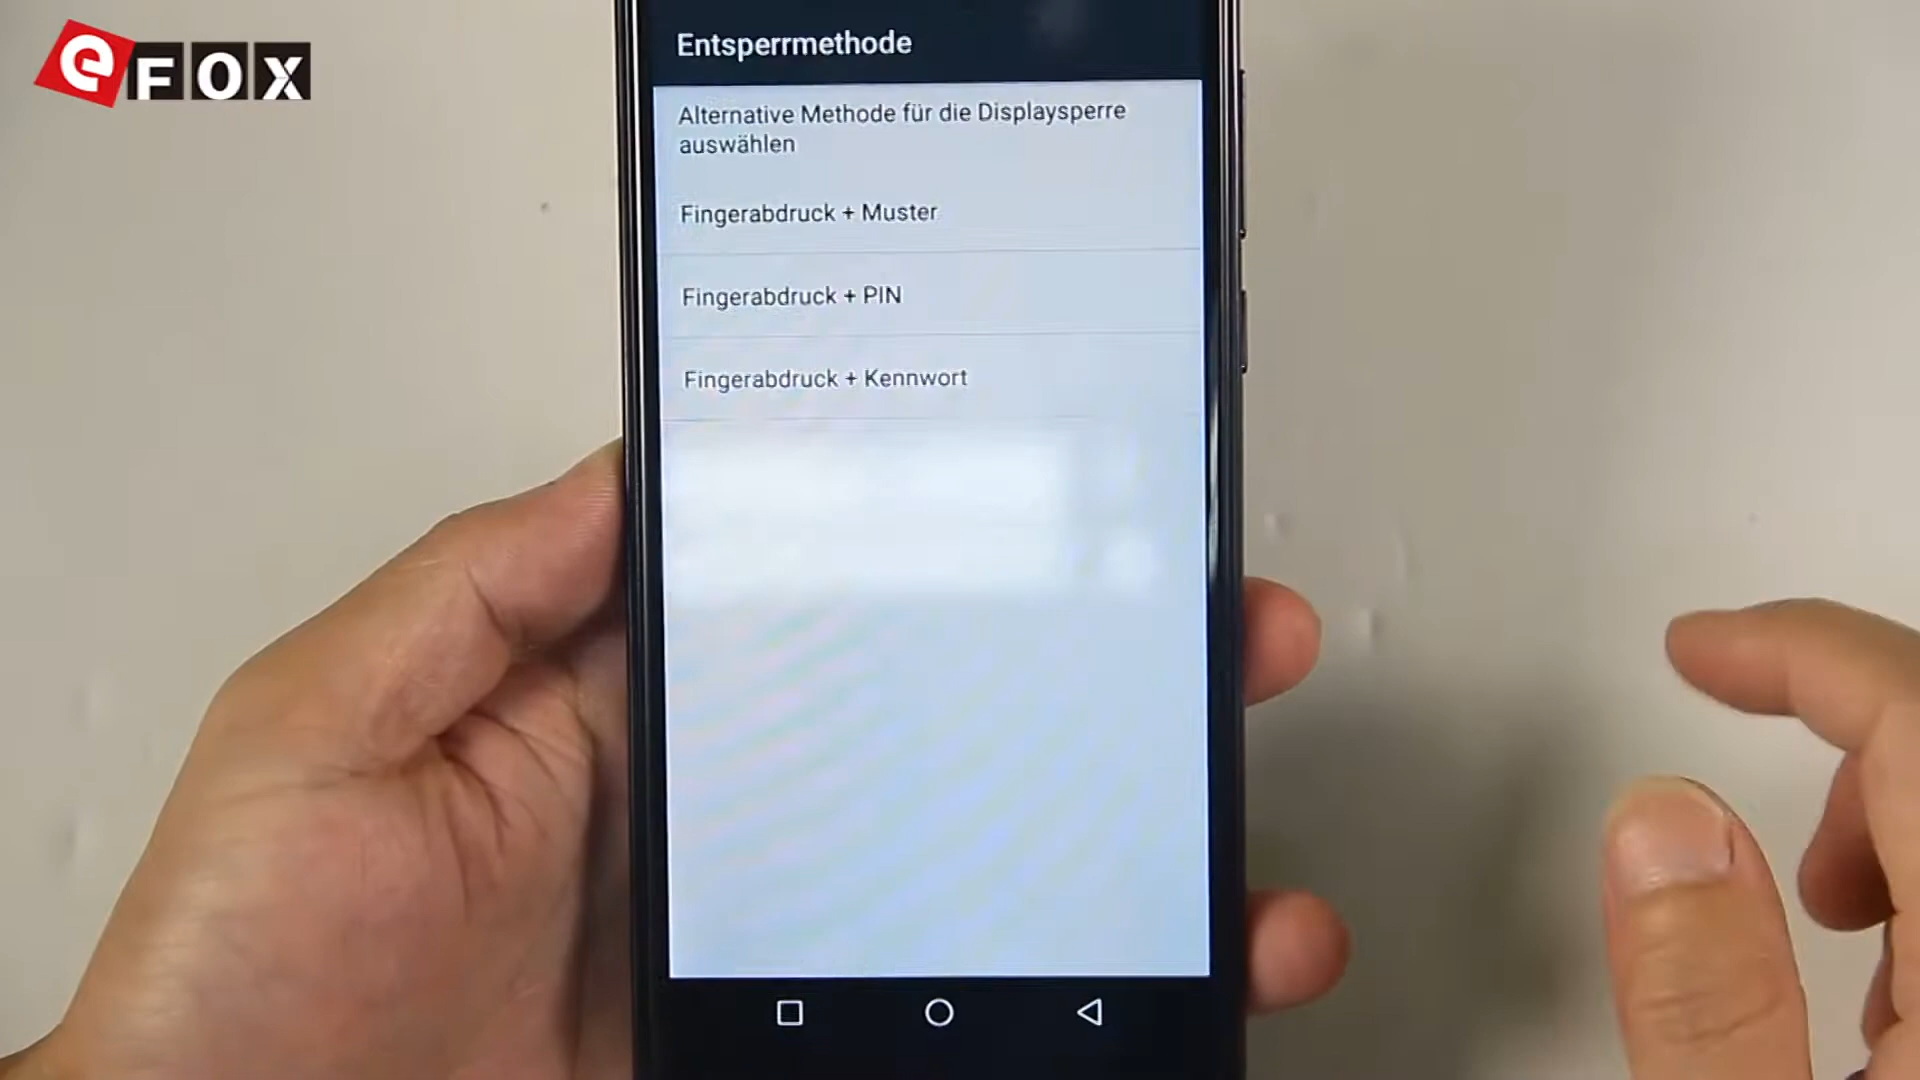 eFOX
Entsperrmethode
Alternative Methode für die Displaysperre
auswählen
Fingerabdruck + Muster
Fingerabdruck + PIN
Fingerabdruck + Kennwort